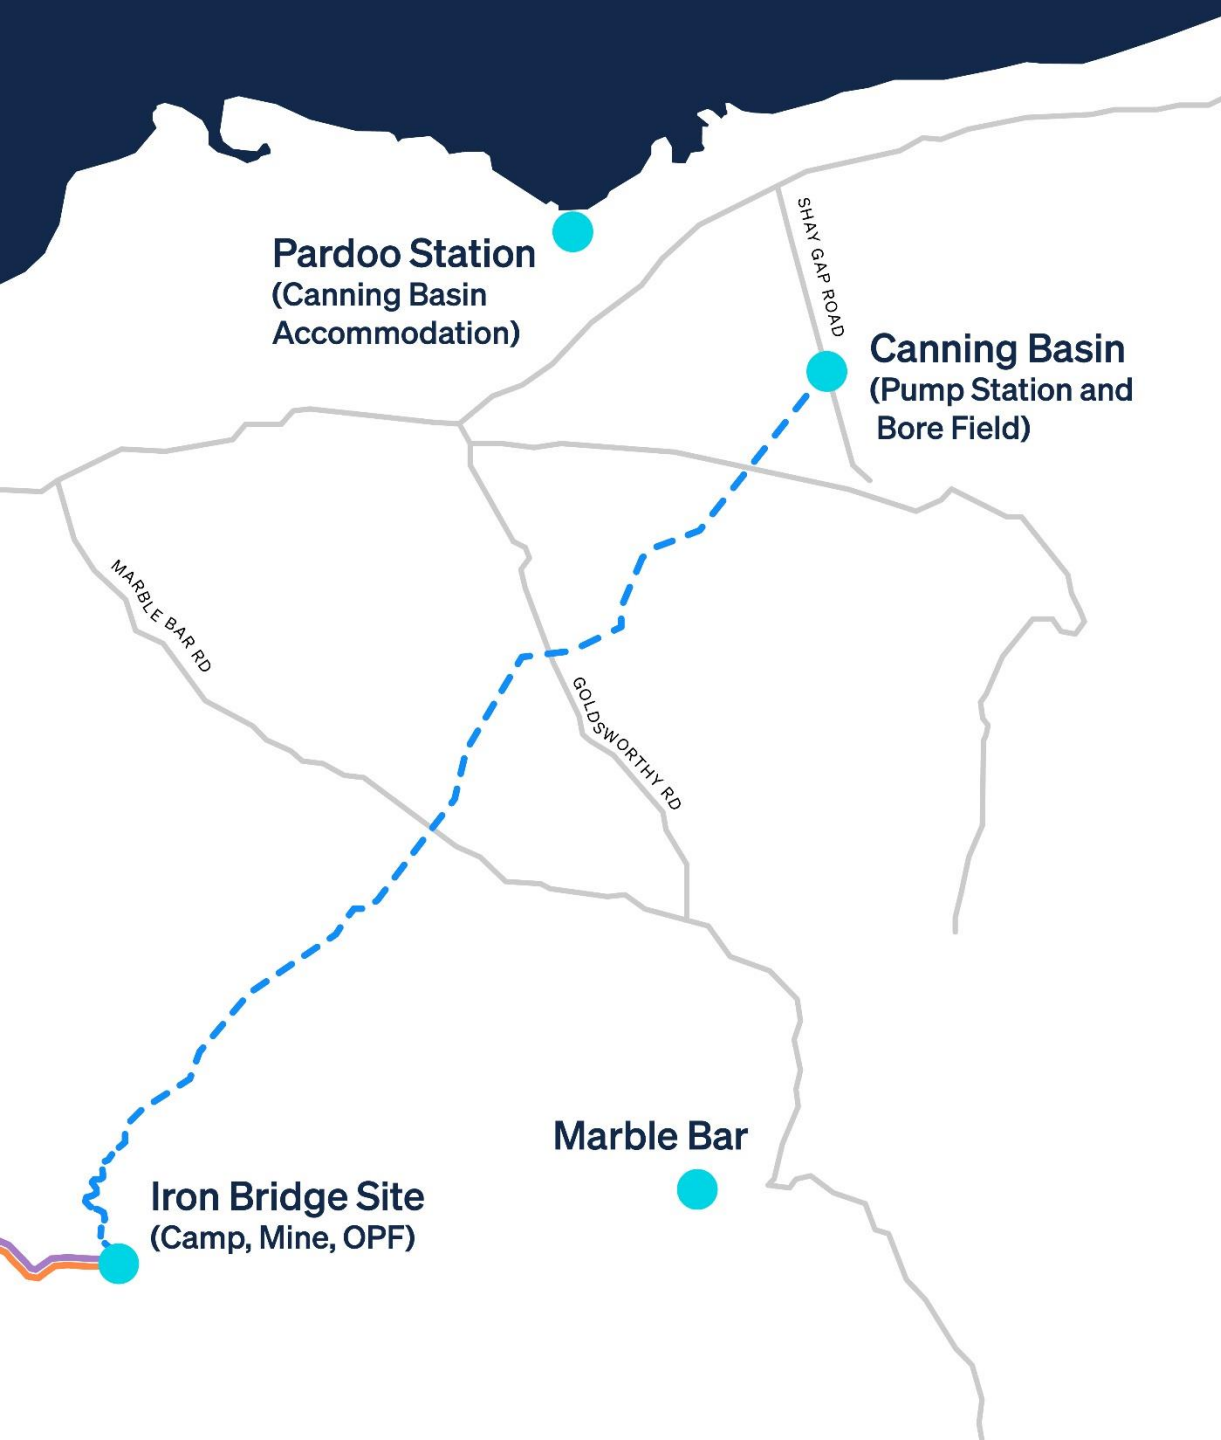 SHAY GAP ROAD
Pardoo Station
(Canning Basin
Accommodation)
Canning Basin
(Pump Station and
Bore Field)
MARBLE BAR RD
GOLDSWORTHY RD
Marble Bar
Iron Bridge Site
(Camp, Mine, OPF)